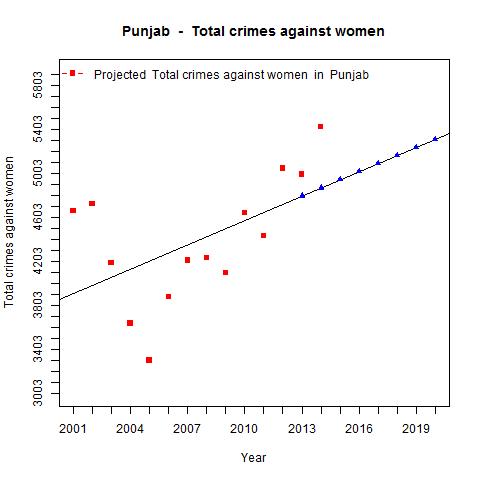 Punjab - Total crimes against women
Projected Total crimes against women in Punjab
Total crimes against women
5803
5403
5003
4603
4203
3803
3403
3003
2001 2004 2007 2010 2013 2016 2019
Year